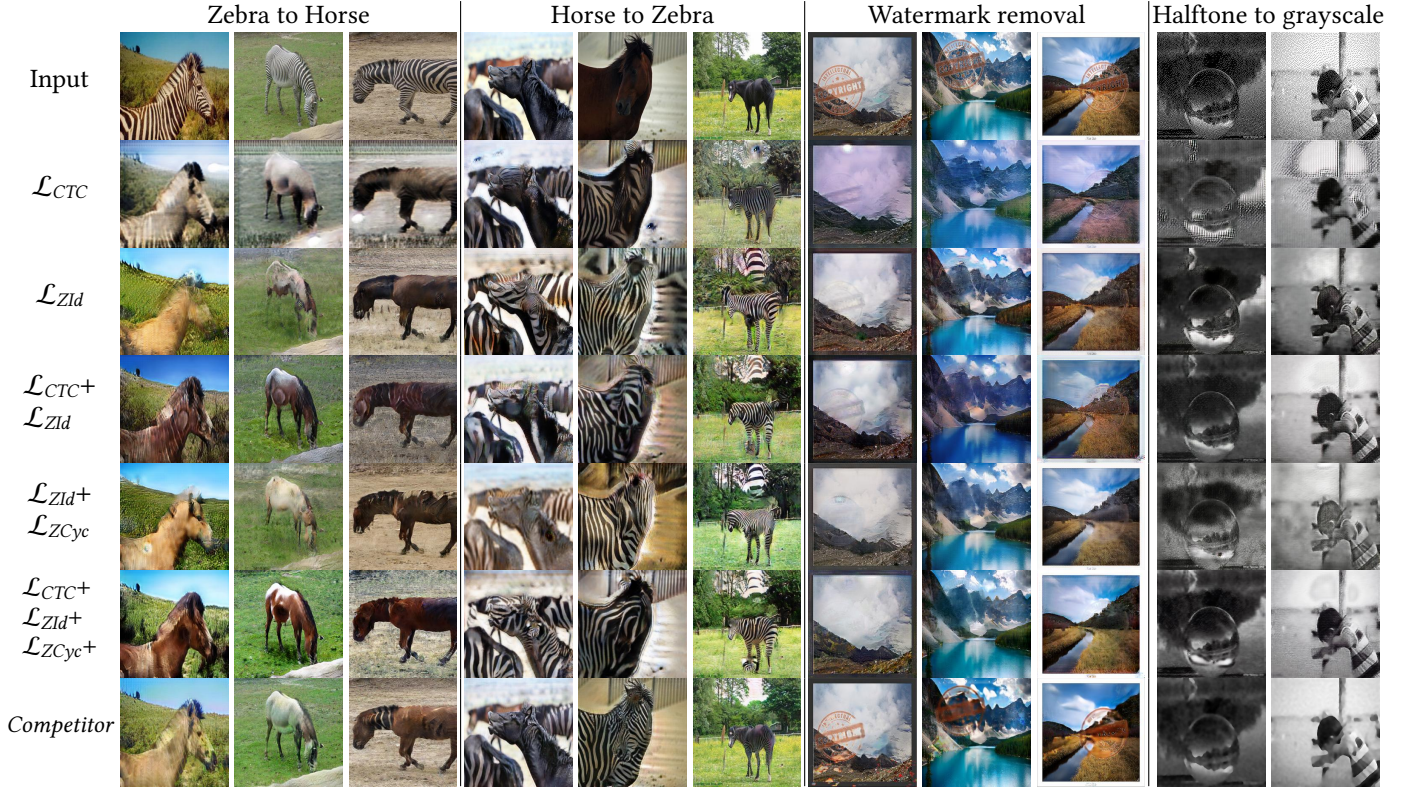 Zebra to Horse Horse to Zebra Watermark removal Halftone to grayscale
Input
ℒCTC
ℒZId
ℒCTC+
ℒZId
ℒZId+
ℒZCyc
ℒCTC+
ℒZId+
ℒZCyc+
Competitor